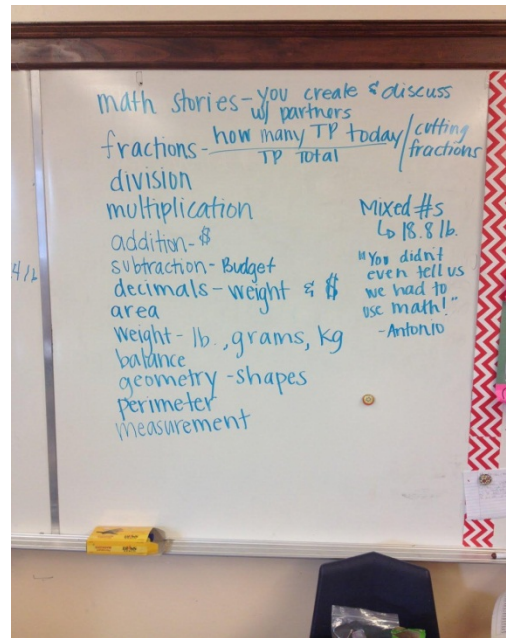 math stories - you create & discuss
w/ partners
fractions - how many TP today / cutting
TP Total fractions
division
multiplication
addition - $
subtraction - Budget
decimals - weight & $
area
weight - lb., grams, kg
balance
geometry - shapes
perimeter
measurement
Mixed #s
↳ 18.8 lb.
"You didn't
even tell us
we had to
use math!"
- Antonio